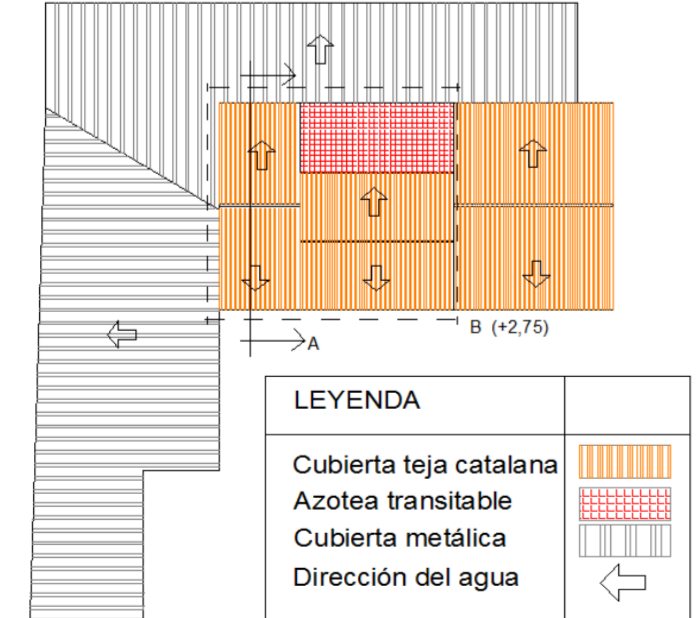 A
B (+2,75)
LEYENDA
Cubierta teja catalana
Azotea transitable
Cubierta metálica
Dirección del agua